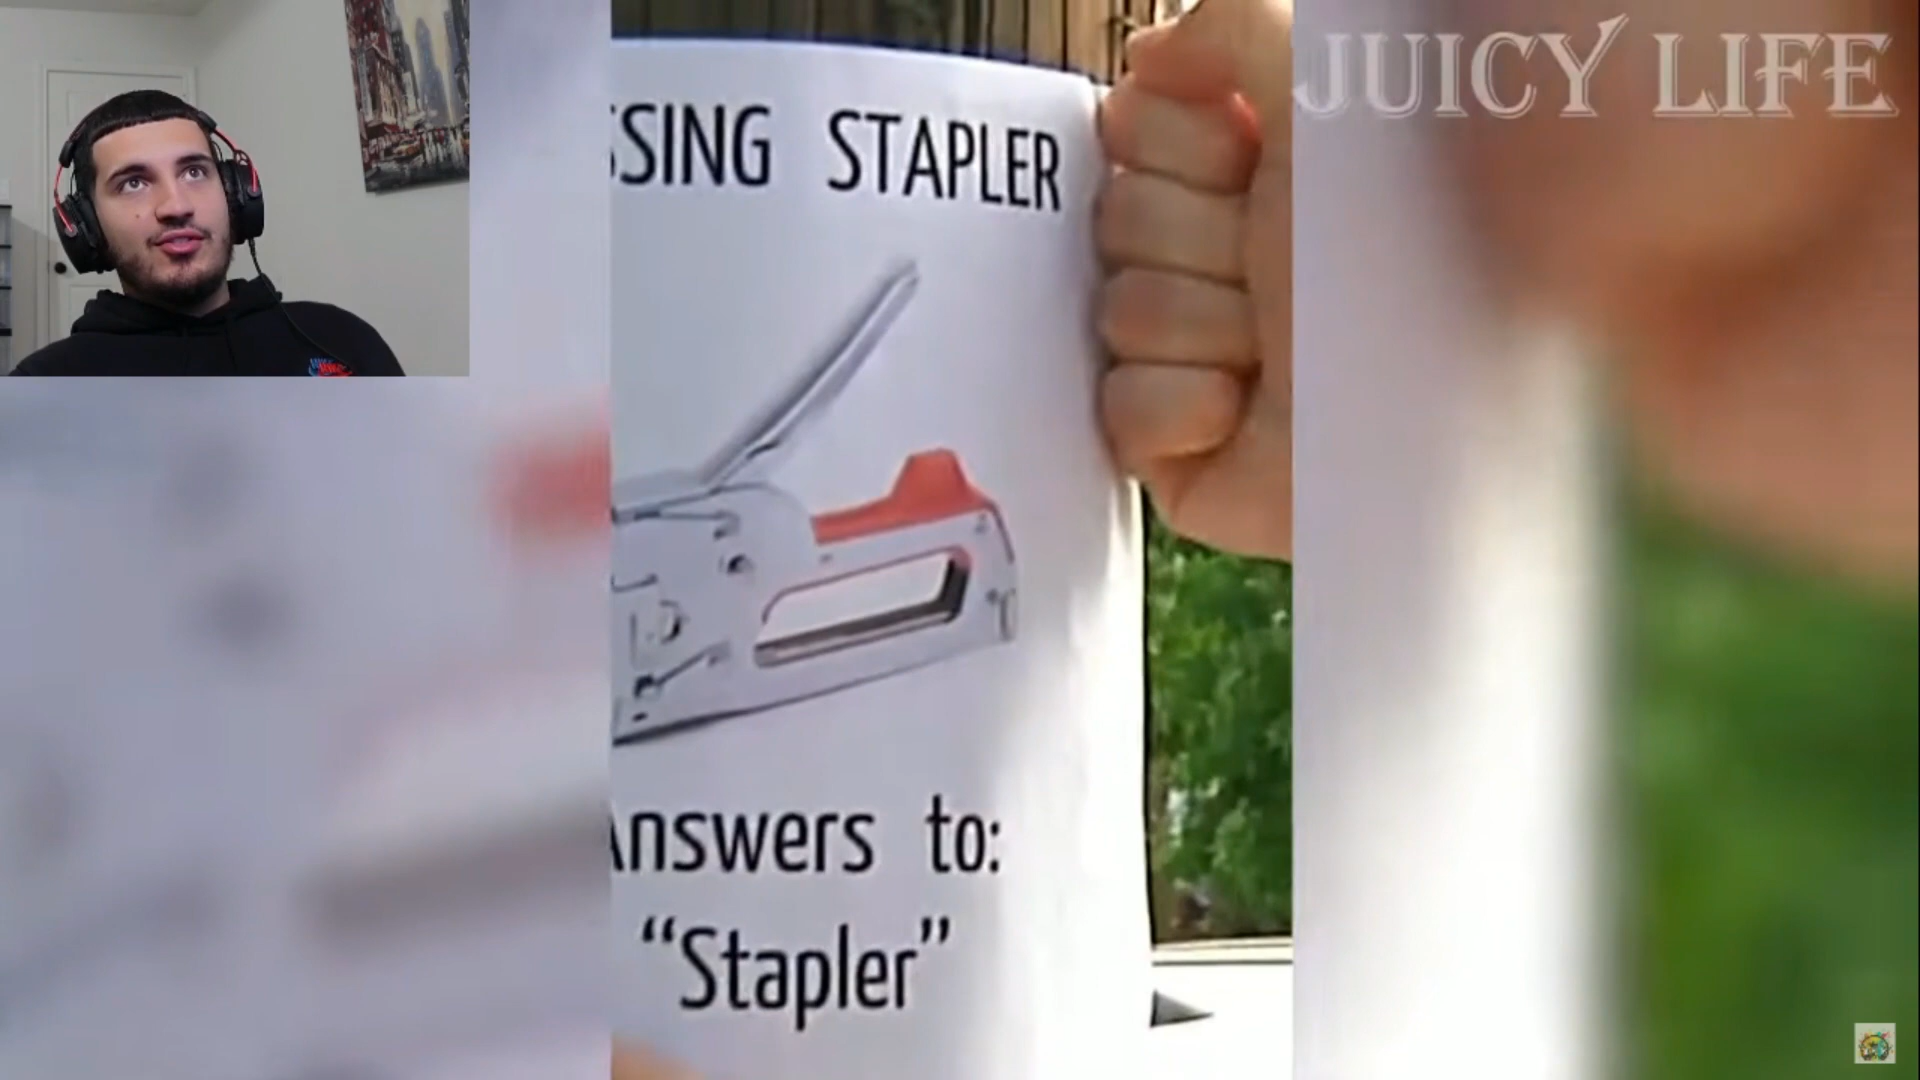 JUICY LIFE
SSING STAPLER
Answers to:
“Stapler”